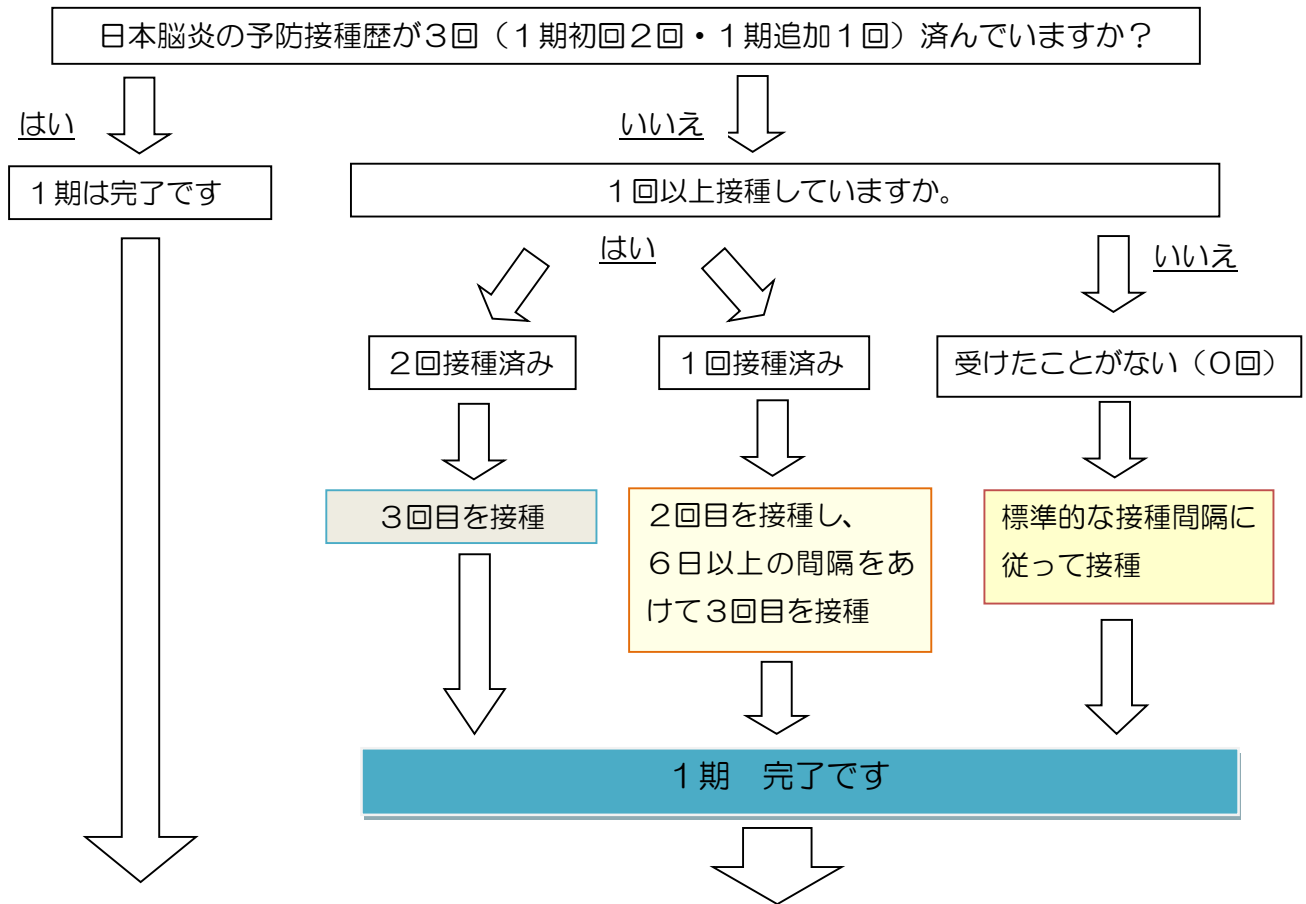 日本脳炎の予防接種歴が３回（１期初回２回・１期追加１回）済んでいますか？
はい
いいえ
１期は完了です
１回以上接種していますか。
はい
いいえ
２回接種済み
１回接種済み
受けたことがない（０回）
３回目を接種
２回目を接種し、
６日以上の間隔をあ
けて３回目を接種
標準的な接種間隔に
従って接種
１期　完了です